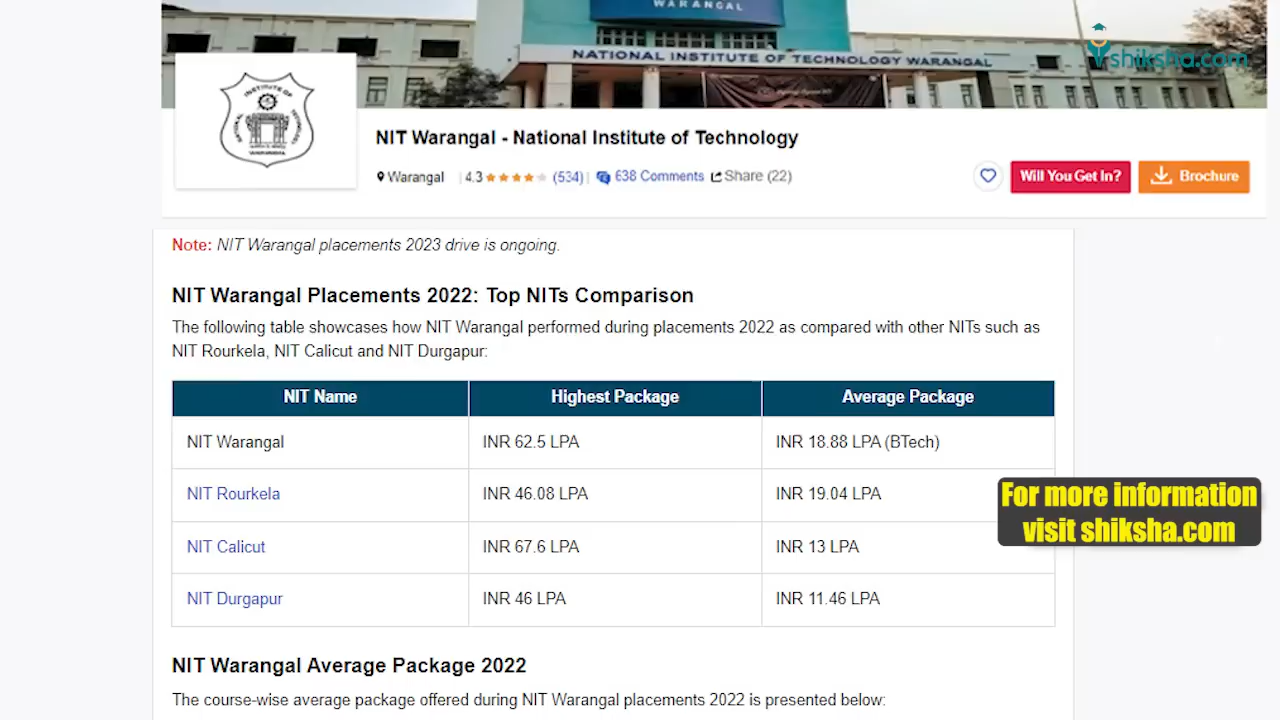 WARANGAL
NATIONAL INSTITUTE OF TECHNOLOGY WARANGAL
shiksha.com
INSTITUTE OF
NIT Warangal - National Institute of Technology
Warangal | 4.3 (534) | 638 Comments Share (22)
Will You Get In?
Brochure
Note: NIT Warangal placements 2023 drive is ongoing.
NIT Warangal Placements 2022: Top NITs Comparison
The following table showcases how NIT Warangal performed during placements 2022 as compared with other NITs such as
NIT Rourkela, NIT Calicut and NIT Durgapur:
NIT Name Highest Package Average Package
NIT Warangal INR 62.5 LPA INR 18.88 LPA (BTech)
NIT Rourkela INR 46.08 LPA INR 19.04 LPA
NIT Calicut INR 67.6 LPA INR 13 LPA
NIT Durgapur INR 46 LPA INR 11.46 LPA
For more information
visit shiksha.com
NIT Warangal Average Package 2022
The course-wise average package offered during NIT Warangal placements 2022 is presented below: